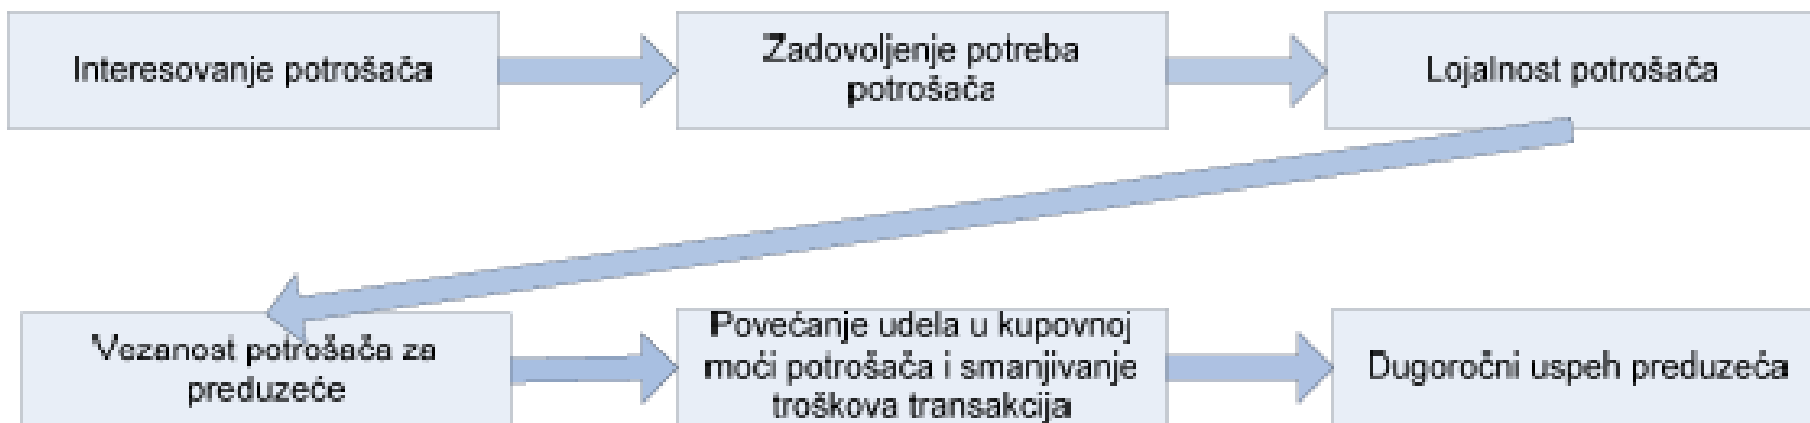 Interesovanje potrošača
Zadovoljenje potreba
potrošača
Lojalnost potrošača
Vezanost potrošača za
preduzeće
Povećanje udela u kupovnoj
moći potrošača i smanjivanje
troškova transakcija
Dugoročni uspeh preduzeća